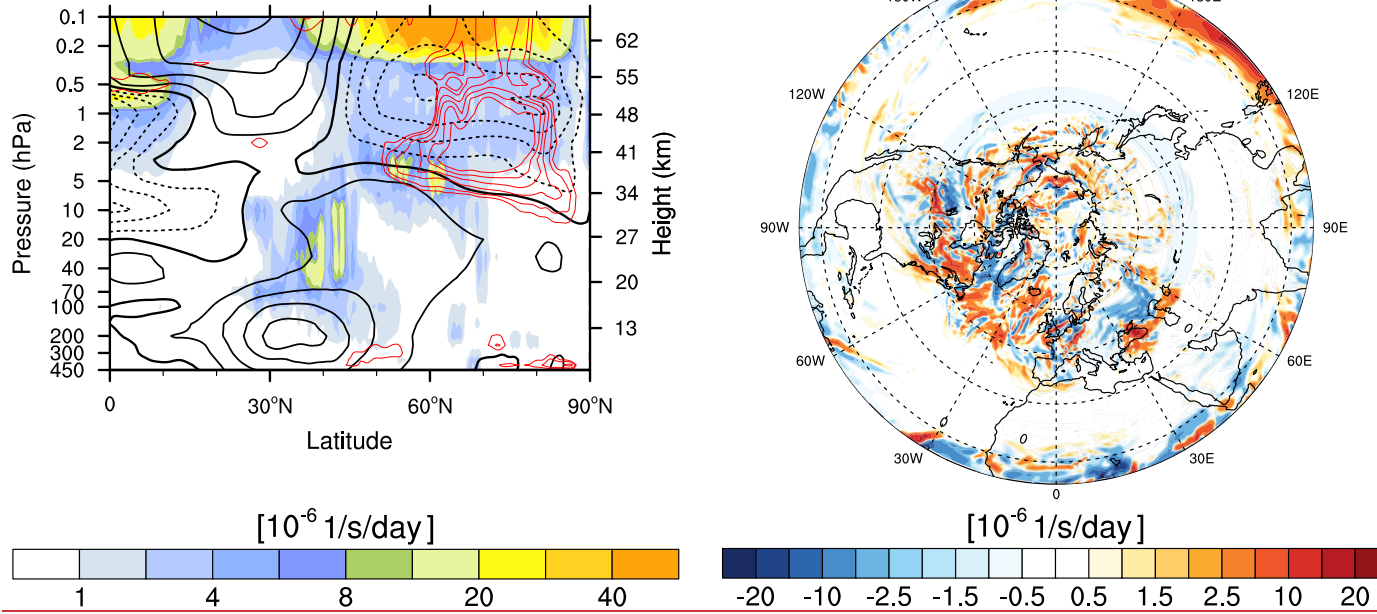 0.1
0.2
0.5
1
2
5
10
20
40
70
100
200
300
450
Pressure (hPa)
62
55
48
41
34
27
20
13
Height (km)
0
30°N
60°N
90°N
Latitude
[10⁻⁶ 1/s/day]
1
4
8
20
40
120W
120E
90W
90E
60W
60E
30W
30E
0
[10⁻⁶ 1/s/day]
-20
-10
-2.5
-1.5
-0.5
0.5
1.5
2.5
10
20